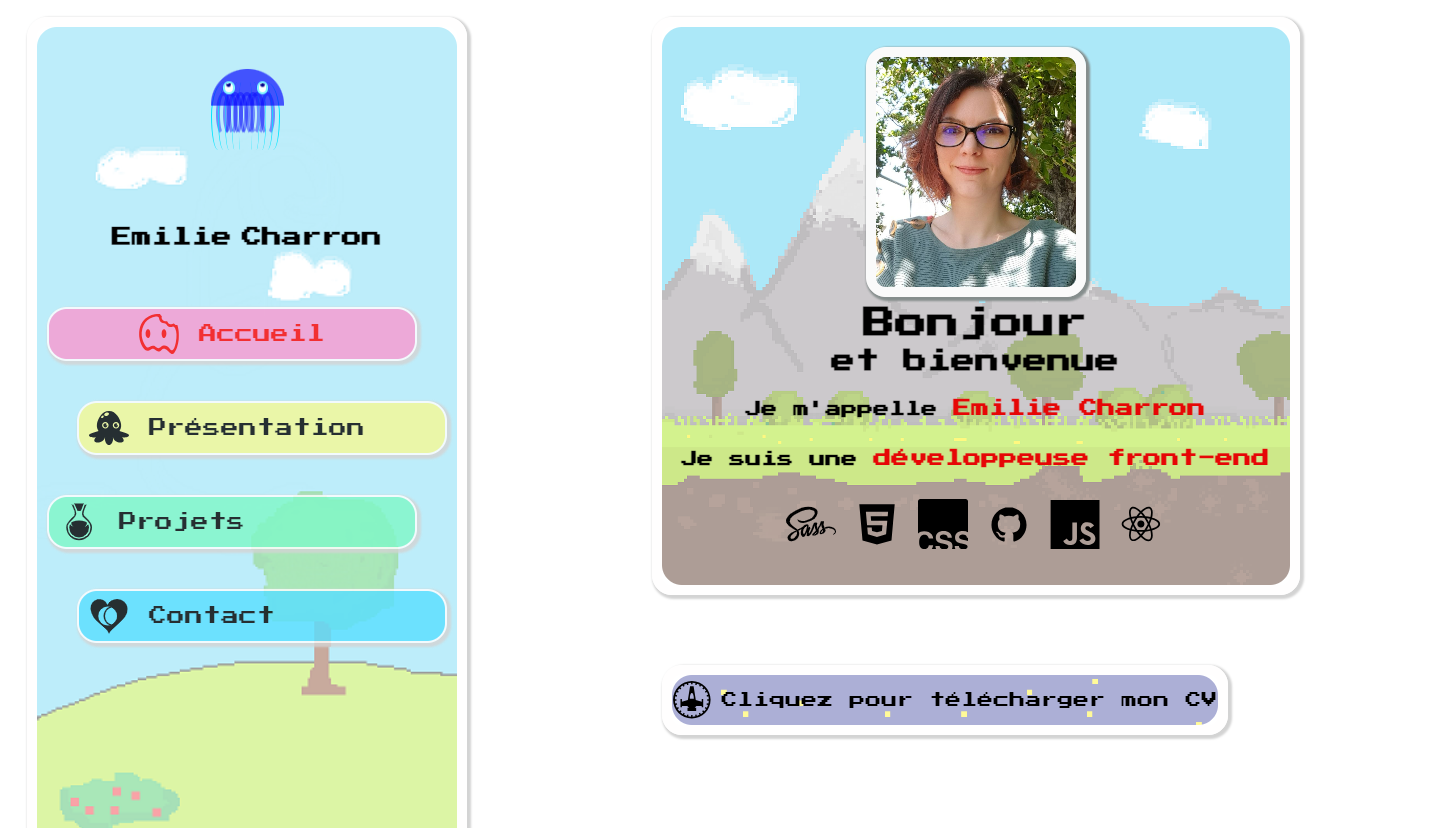 Emilie Charron
Accueil
Présentation
Projets
Contact
Bonjour
et bienvenue
Je m'appelle Emilie Charron
Je suis une développeuse front-end
Sass
5
CSS
JS
Cliquez pour télécharger mon CV